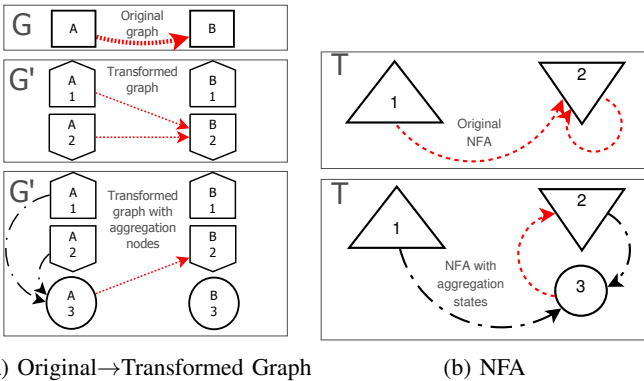 G
A
Original
graph
B
G'
A
1
Transformed
graph
B
1
A
2
B
2
G'
A
1
Transformed
graph with
aggregation
nodes
B
1
A
2
B
2
A
3
B
3
) Original→Transformed Graph
T
1
2
Original
NFA
T
1
2
NFA with
aggregation
states
3
(b) NFA